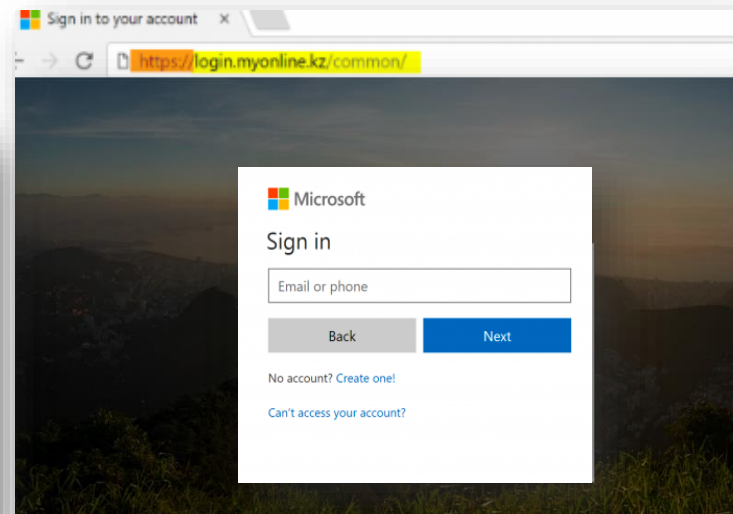 Sign in to your account
https://login.myonline.kz/common/
Microsoft
Sign in
Email or phone
Back Next
No account? Create one!
Can't access your account?